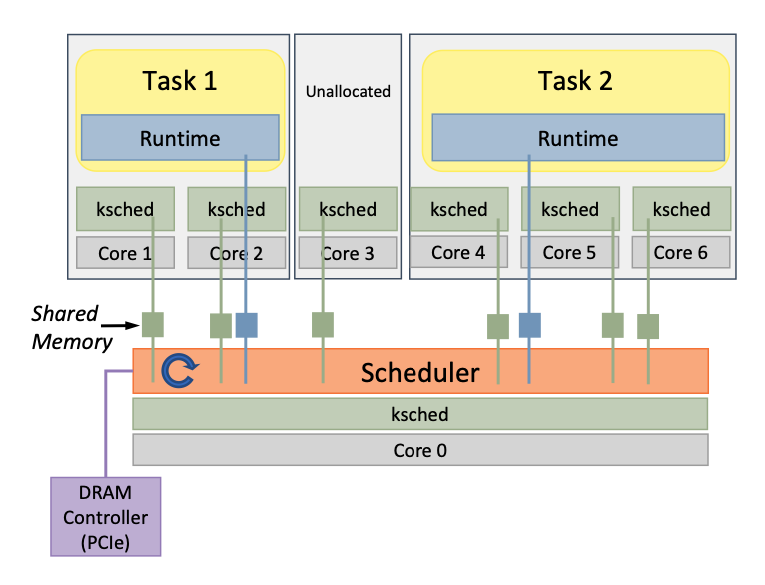 Task 1
Unallocated
Task 2
Runtime
Runtime
ksched
ksched
ksched
ksched
ksched
ksched
Core 1
Core 2
Core 3
Core 4
Core 5
Core 6
Shared
Memory
Scheduler
ksched
Core 0
DRAM
Controller
(PCIe)